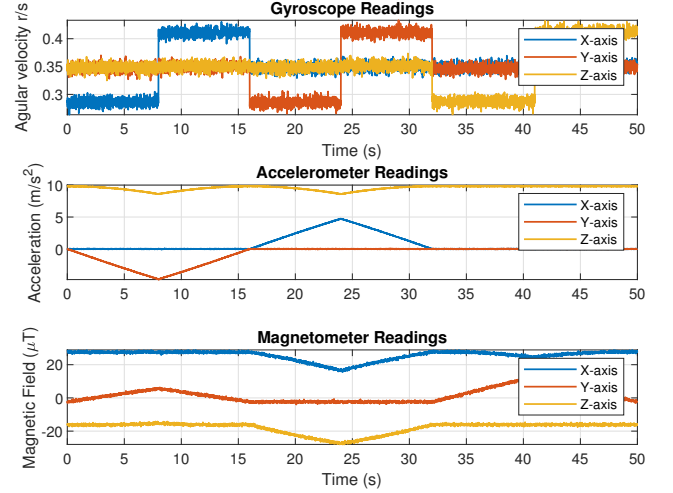 Gyroscope Readings
Agular velocity r/s
0.4
0.35
0.3
X-axis
Y-axis
Z-axis
0 5 10 15 20 25 30 35 40 45 50
Time (s)
Accelerometer Readings
Acceleration (m/s²)
10
5
0
X-axis
Y-axis
Z-axis
0 5 10 15 20 25 30 35 40 45 50
Time (s)
Magnetometer Readings
Magnetic Field (μT)
20
0
-20
X-axis
Y-axis
Z-axis
0 5 10 15 20 25 30 35 40 45 50
Time (s)